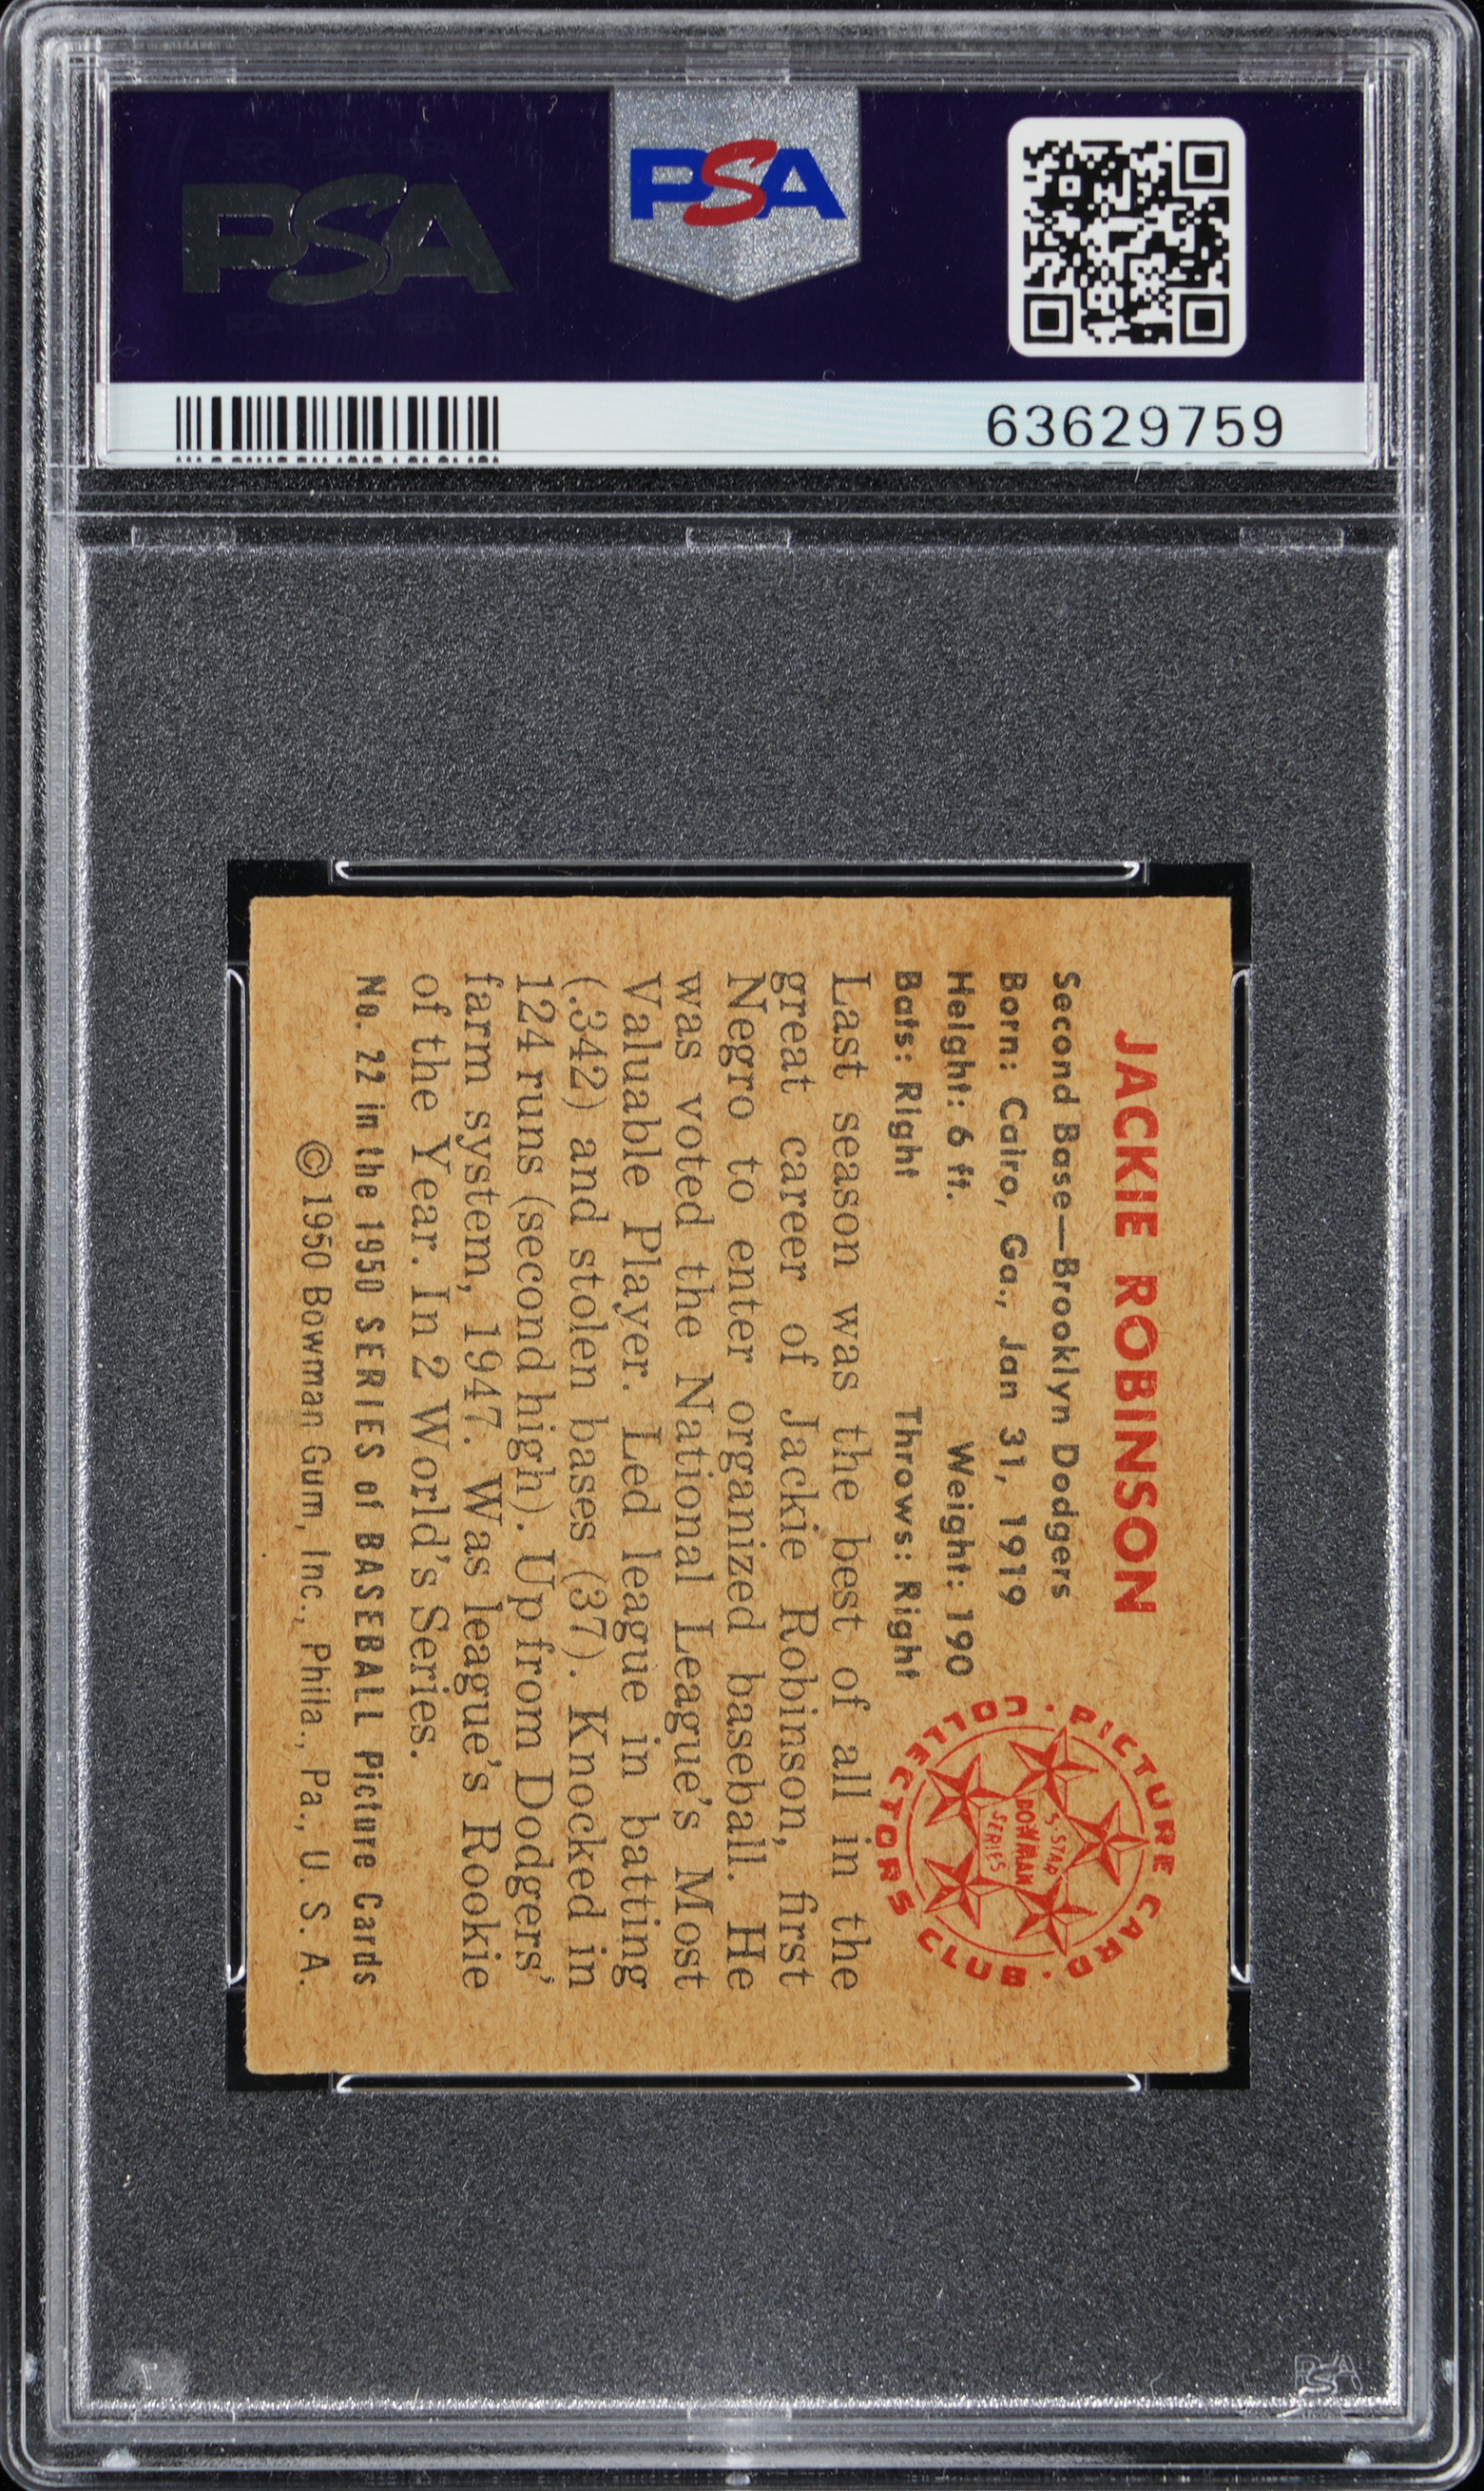 PSA
PSA
63629759
JACKIE ROBINSON
Second Base—Brooklyn Dodgers
Born: Cairo, Ga., Jan 31, 1919
Height: 6 ft. Weight: 190
Bats: Right Throws: Right
PICTURE CARD · COLLECTORS CLUB ·
5-STAR
BOWMAN
SERIES
Last season was the best of all in the
great career of Jackie Robinson, first
Negro to enter organized baseball. He
was voted the National League's Most
Valuable Player. Led league in batting
(.342) and stolen bases (37). Knocked in
124 runs (second high). Up from Dodgers'
farm system, 1947. Was league's Rookie
of the Year. In 2 World's Series.
No. 22 in the 1950 SERIES of BASEBALL Picture Cards
©1950 Bowman Gum, Inc., Phila., Pa., U. S. A.
PSA